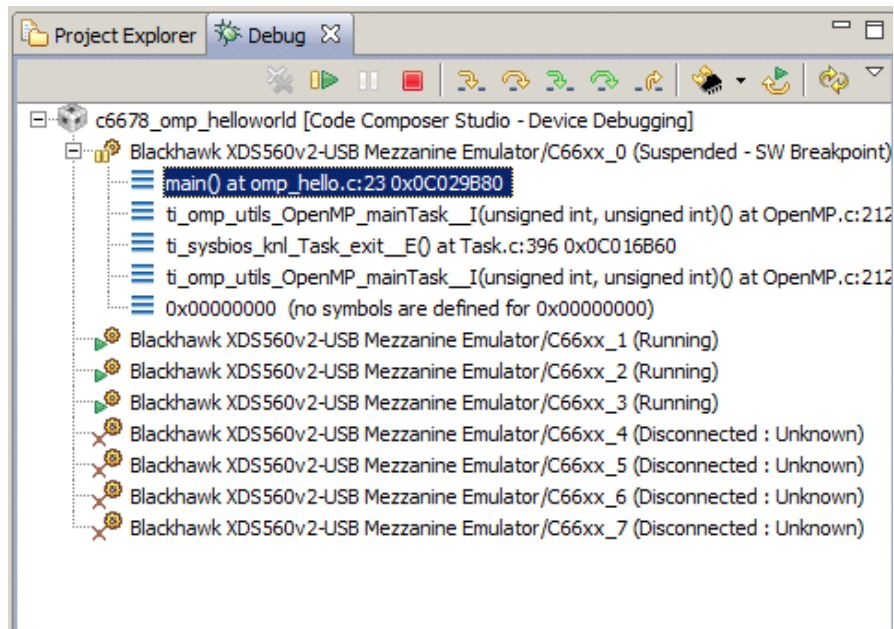 Project Explorer Debug
c6678_omp_helloworld [Code Composer Studio - Device Debugging]
Blackhawk XDS560v2-USB Mezzanine Emulator/C66xx_0 (Suspended - SW Breakpoint)
main() at omp_hello.c:23 0x0C029B80
ti_omp_utils_OpenMP_mainTask__I(unsigned int, unsigned int)() at OpenMP.c:212
ti_sysbios_knl_Task_exit__E() at Task.c:396 0x0C016B60
ti_omp_utils_OpenMP_mainTask__I(unsigned int, unsigned int)() at OpenMP.c:212
0x00000000 (no symbols are defined for 0x00000000)
Blackhawk XDS560v2-USB Mezzanine Emulator/C66xx_1 (Running)
Blackhawk XDS560v2-USB Mezzanine Emulator/C66xx_2 (Running)
Blackhawk XDS560v2-USB Mezzanine Emulator/C66xx_3 (Running)
Blackhawk XDS560v2-USB Mezzanine Emulator/C66xx_4 (Disconnected : Unknown)
Blackhawk XDS560v2-USB Mezzanine Emulator/C66xx_5 (Disconnected : Unknown)
Blackhawk XDS560v2-USB Mezzanine Emulator/C66xx_6 (Disconnected : Unknown)
Blackhawk XDS560v2-USB Mezzanine Emulator/C66xx_7 (Disconnected : Unknown)